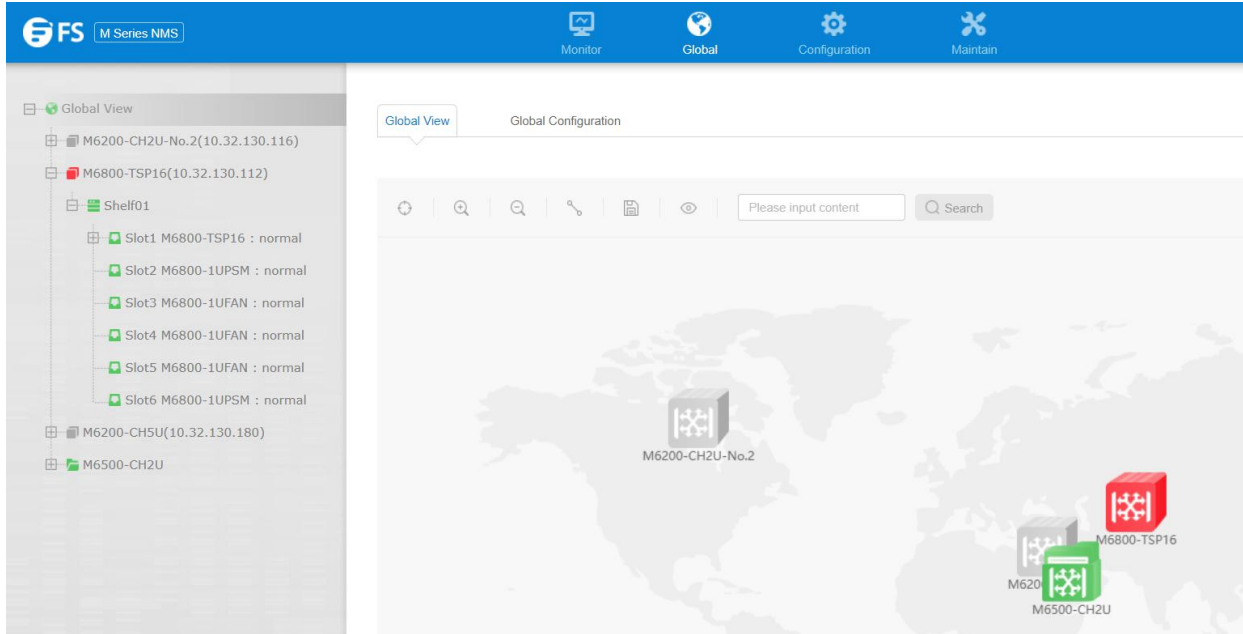 FS M Series NMS
Monitor
Global
Configuration
Maintain
Global View
M6200-CH2U-No.2(10.32.130.116)
M6800-TSP16(10.32.130.112)
Shelf01
Slot1 M6800-TSP16 : normal
Slot2 M6800-1UPSM : normal
Slot3 M6800-1UFAN : normal
Slot4 M6800-1UFAN : normal
Slot5 M6800-1UFAN : normal
Slot6 M6800-1UPSM : normal
M6200-CH5U(10.32.130.180)
M6500-CH2U
Global View
Global Configuration
Please input content
Search
M6200-CH2U-No.2
M6800-TSP16
M620
M6500-CH2U